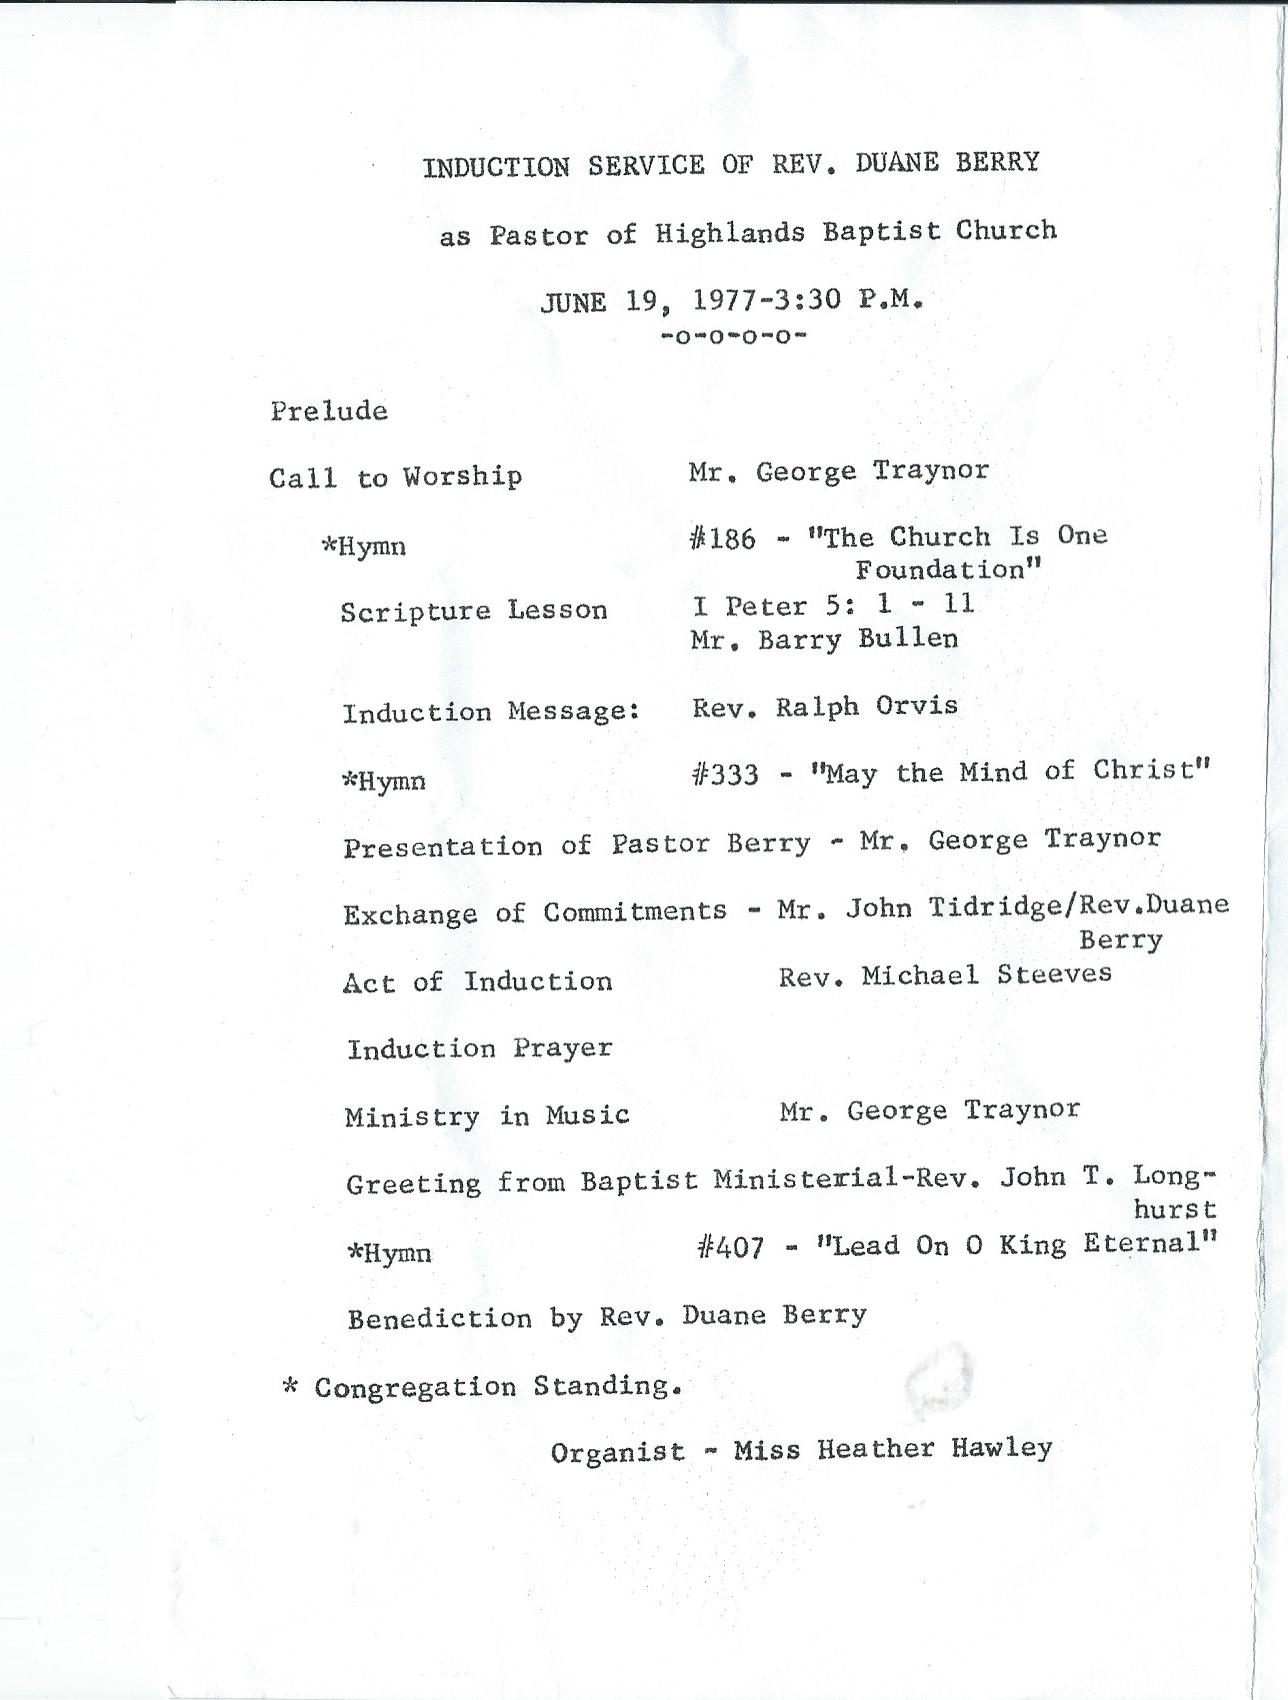 INDUCTION SERVICE OF REV. DUANE BERRY
as Pastor of Highlands Baptist Church
JUNE 19, 1977-3:30 P.M.
-o-o-o-o-
Prelude
Call to Worship Mr. George Traynor
*Hymn #186 - "The Church Is One
Foundation"
Scripture Lesson I Peter 5: 1 - 11
Mr. Barry Bullen
Induction Message: Rev. Ralph Orvis
*Hymn #333 - "May the Mind of Christ"
Presentation of Pastor Berry - Mr. George Traynor
Exchange of Commitments - Mr. John Tidridge/Rev.Duane
Berry
Act of Induction Rev. Michael Steeves
Induction Prayer
Ministry in Music Mr. George Traynor
Greeting from Baptist Ministerial-Rev. John T. Long-
hurst
*Hymn #407 - "Lead On O King Eternal"
Benediction by Rev. Duane Berry
* Congregation Standing.
Organist - Miss Heather Hawley